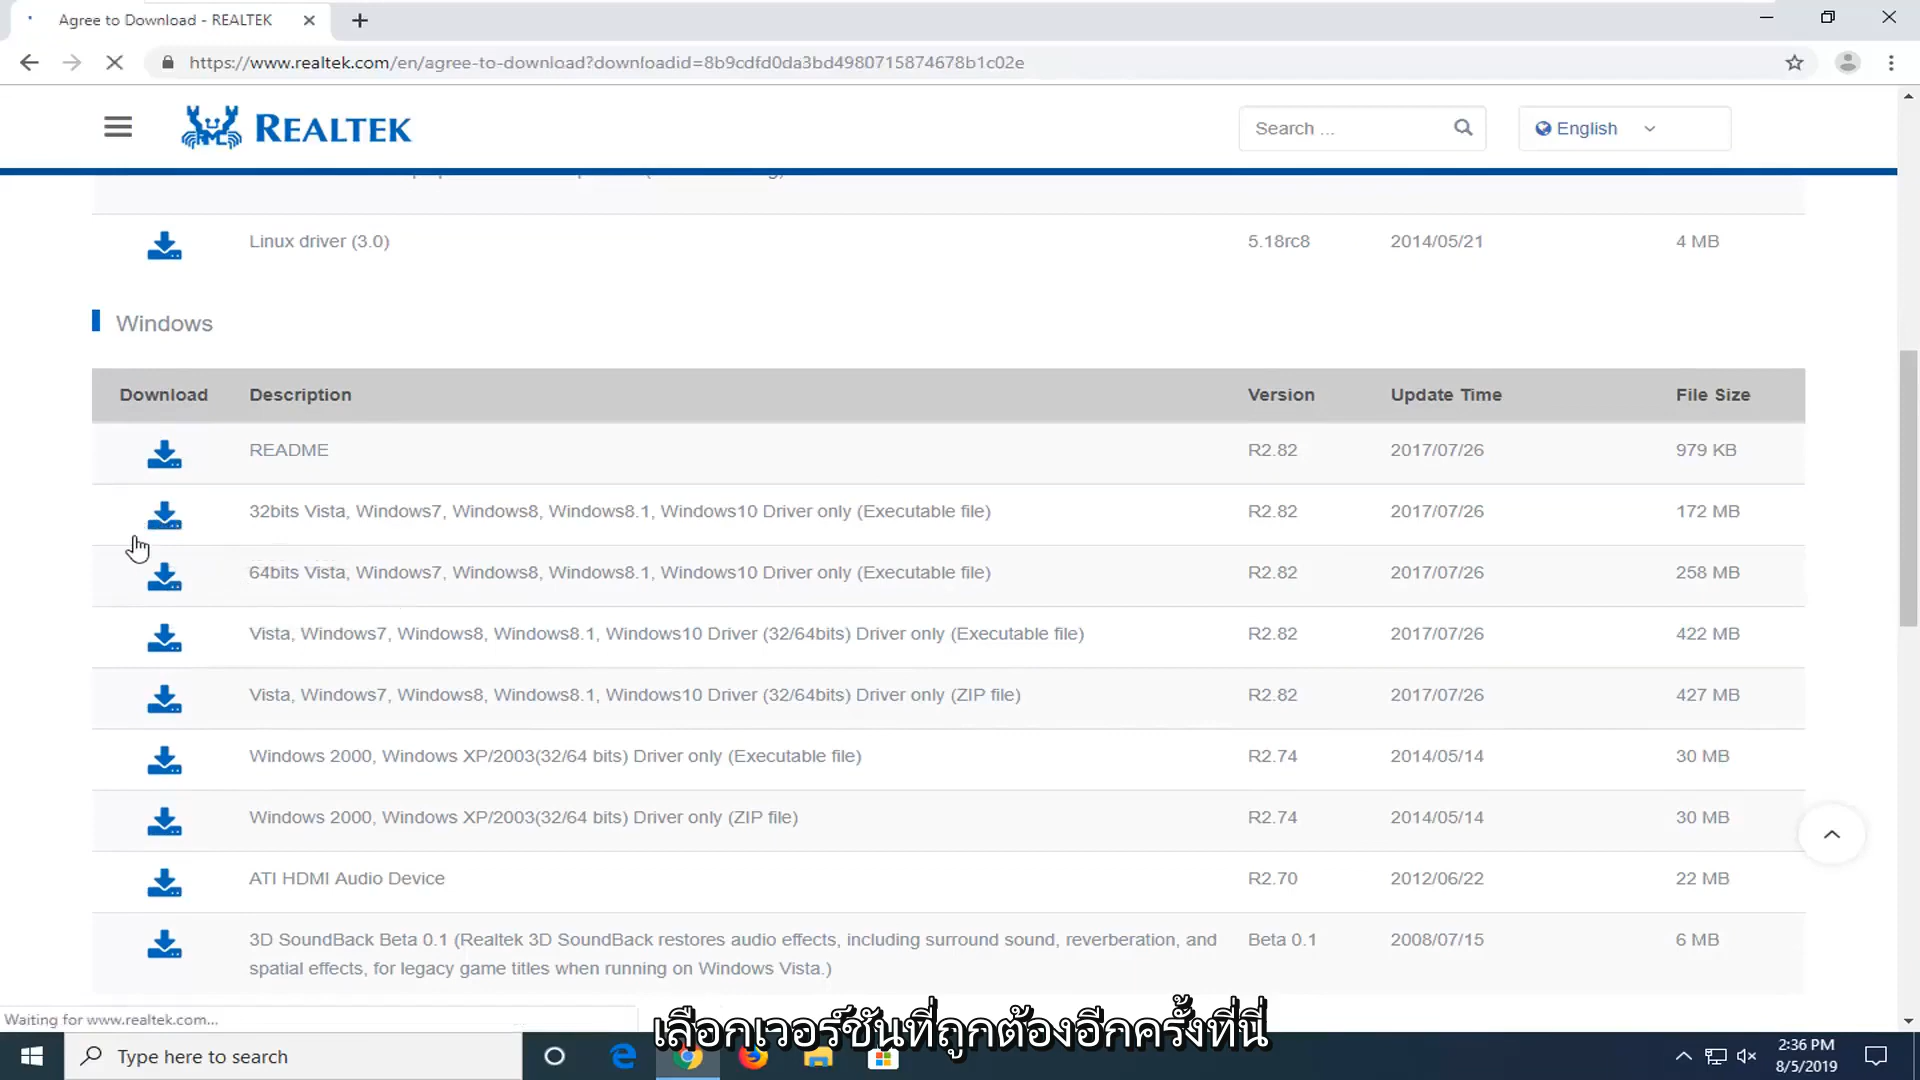 Agree to Download - REALTEK
https://www.realtek.com/en/agree-to-download?downloadid=8b9cdfd0da3bd4980715874678b1c02e
REALTEK
Search ...
English
Linux driver (3.0) 5.18rc8 2014/05/21 4 MB
Windows
Download Description Version Update Time File Size
README R2.82 2017/07/26 979 KB
32bits Vista, Windows7, Windows8, Windows8.1, Windows10 Driver only (Executable file) R2.82 2017/07/26 172 MB
64bits Vista, Windows7, Windows8, Windows8.1, Windows10 Driver only (Executable file) R2.82 2017/07/26 258 MB
Vista, Windows7, Windows8, Windows8.1, Windows10 Driver (32/64bits) Driver only (Executable file) R2.82 2017/07/26 422 MB
Vista, Windows7, Windows8, Windows8.1, Windows10 Driver (32/64bits) Driver only (ZIP file) R2.82 2017/07/26 427 MB
Windows 2000, Windows XP/2003(32/64 bits) Driver only (Executable file) R2.74 2014/05/14 30 MB
Windows 2000, Windows XP/2003(32/64 bits) Driver only (ZIP file) R2.74 2014/05/14 30 MB
ATI HDMI Audio Device R2.70 2012/06/22 22 MB
3D SoundBack Beta 0.1 (Realtek 3D SoundBack restores audio effects, including surround sound, reverberation, and Beta 0.1 2008/07/15 6 MB
spatial effects, for legacy game titles when running on Windows Vista.)
Waiting for www.realtek.com...
เลือกเวอร์ชันที่ถูกต้องอีกครั้งที่นี่
Type here to search
2:36 PM
8/5/2019